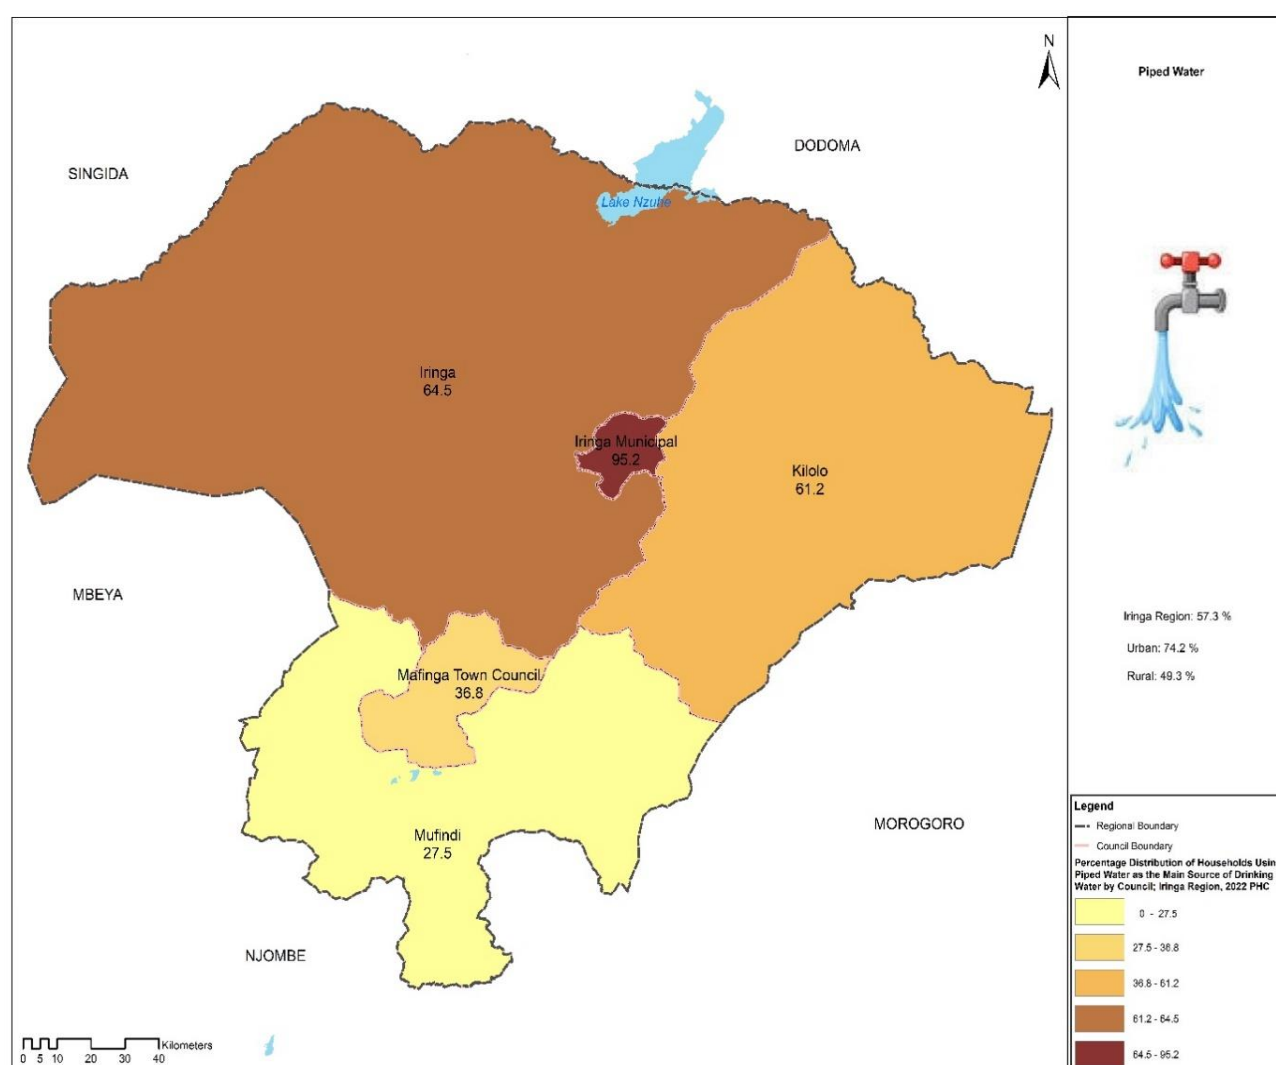 N
Piped Water
DODOMA
SINGIDA
Lake Nzuhe
Iringa
64.5
Iringa Municipal
95.2
Kilolo
61.2
MBEYA
Iringa Region: 57.3 %
Urban: 74.2 %
Rural: 49.3 %
Mafinga Town Council
36.8
MOROGORO
Mufindi
27.5
NJOMBE
Legend
Regional Boundary
Council Boundary
Percentage Distribution of Households Usin
Piped Water as the Main Source of Drinking
Water by Council; Iringa Region, 2022 PHC
0 - 27.5
27.5 - 36.8
36.8 - 61.2
61.2 - 64.5
64.5 - 95.2
Kilometers
0 5 10 20 30 40